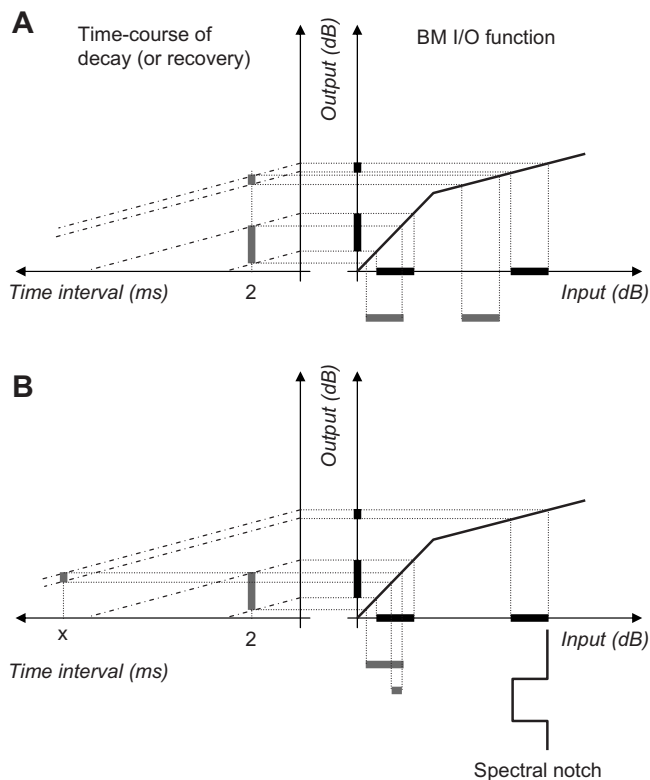 A
Time-course of
decay (or recovery)
Output (dB)
BM I/O function
Time interval (ms)
2
Input (dB)
B
Output (dB)
x
2
Input (dB)
Time interval (ms)
Spectral notch